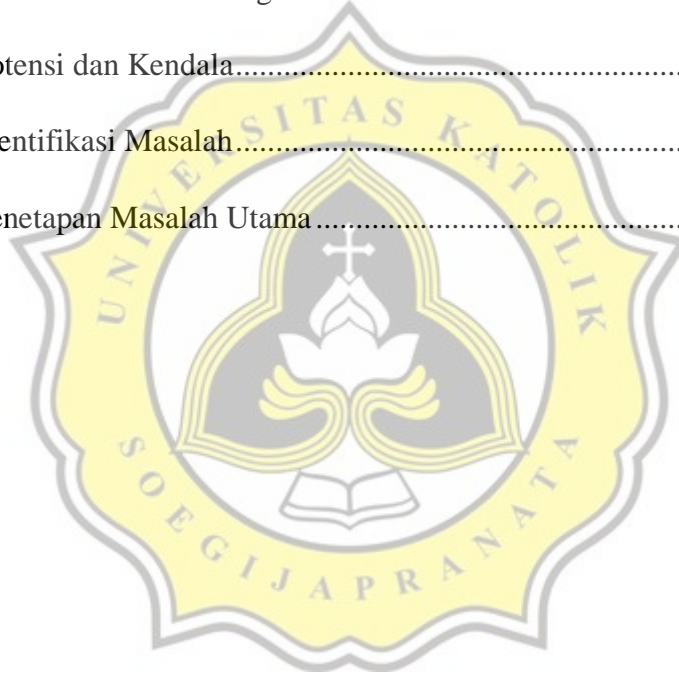 otensi dan Kendala..........................................................
entifikasi Masalah..........................................................
enetapan Masalah Utama................................................
UNIVERSITAS KATOLIK
SOEGIJAPRANATA